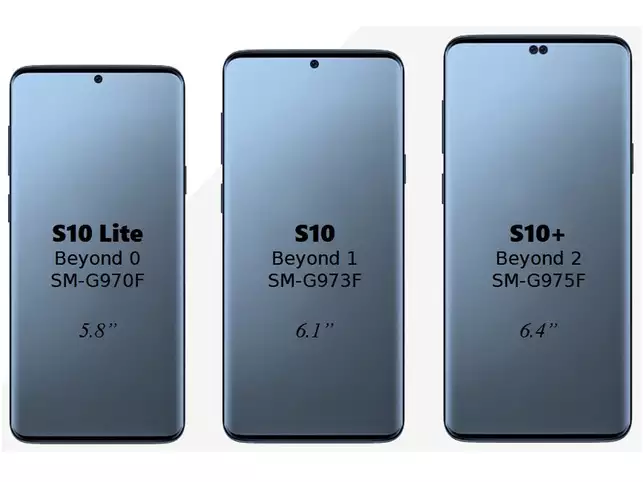 S10 Lite
Beyond 0
SM-G970F
5.8”
S10
Beyond 1
SM-G973F
6.1”
S10+
Beyond 2
SM-G975F
6.4”